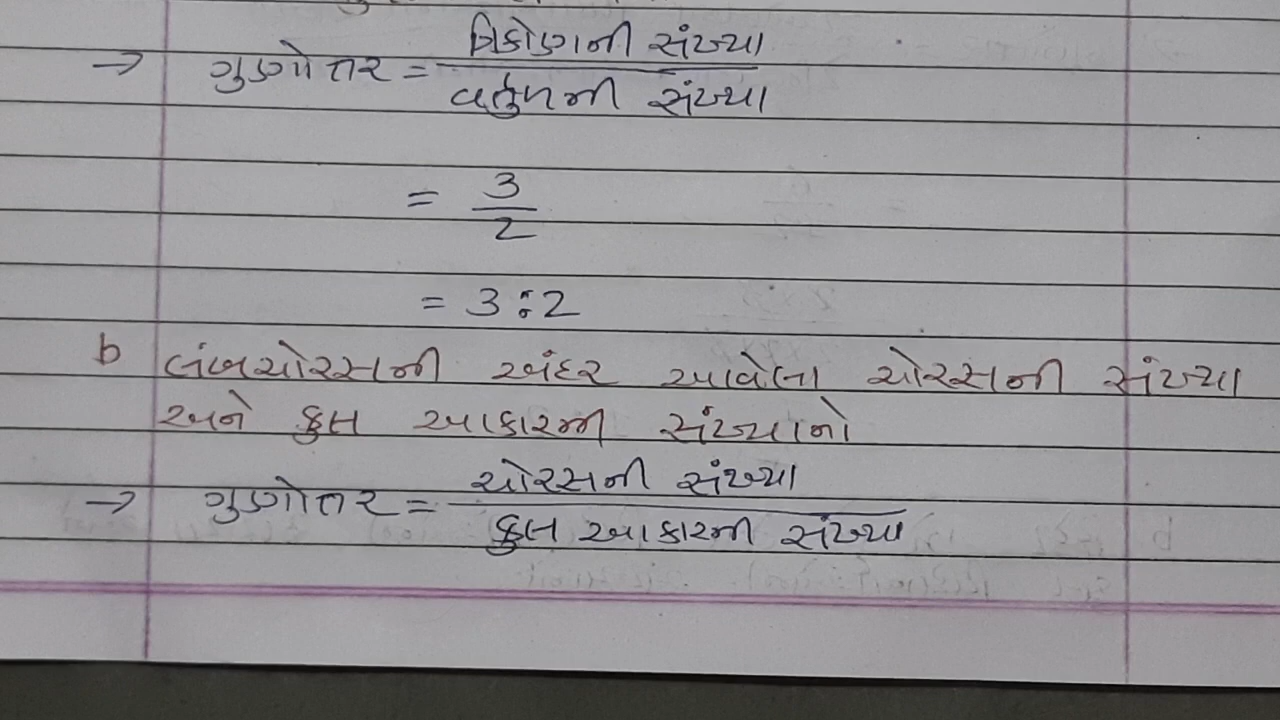 → ગુણોત્તર = ત્રિકોણની સંખ્યા
વર્તુળની સંખ્યા
= 3
2
= 3:2
b લંબચોરસની અંદર આવેલા ચોરસની સંખ્યા
અને કુલ આકારની સંખ્યાનો
→ ગુણોત્તર = ચોરસની સંખ્યા
કુલ આકારની સંખ્યા